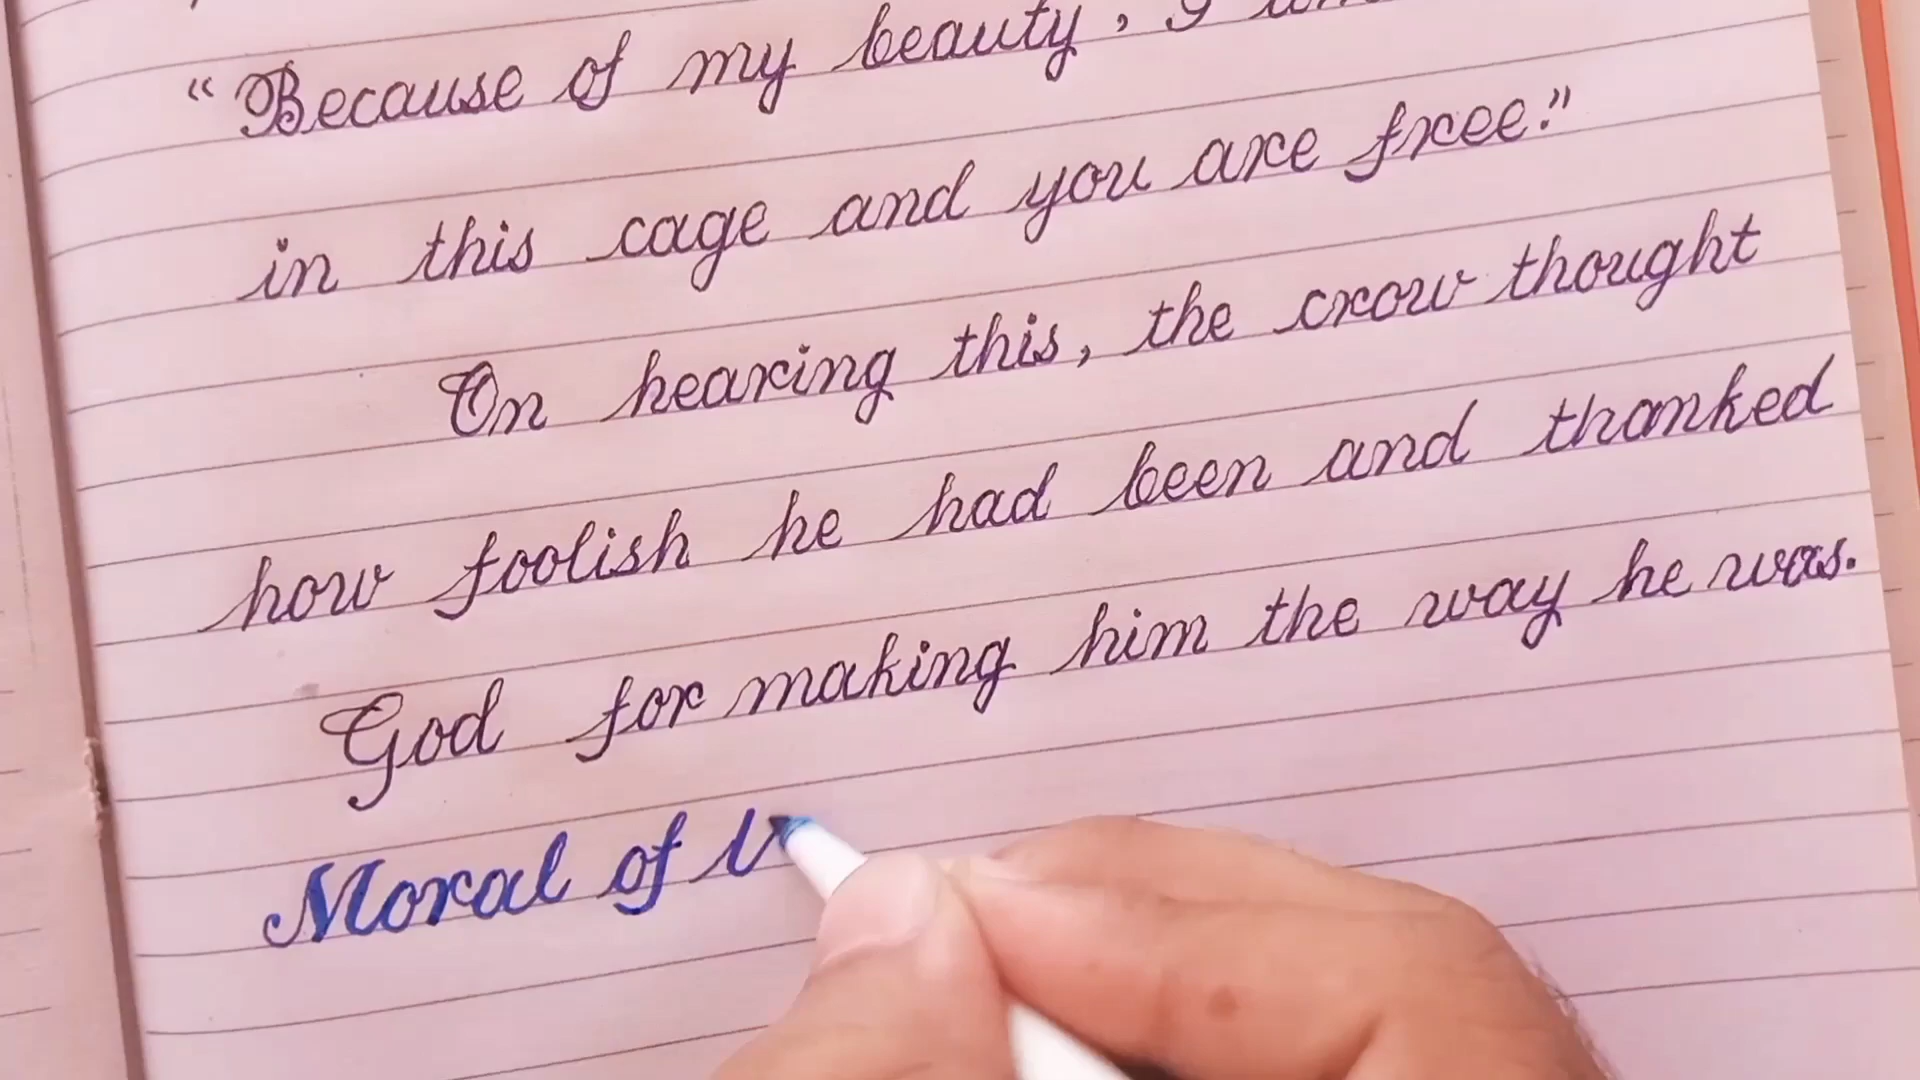 “Because of my beauty, I
in this cage and you are free.”
On hearing this, the crow thought
how foolish he had been and thanked
God for making him the way he was.
Moral of